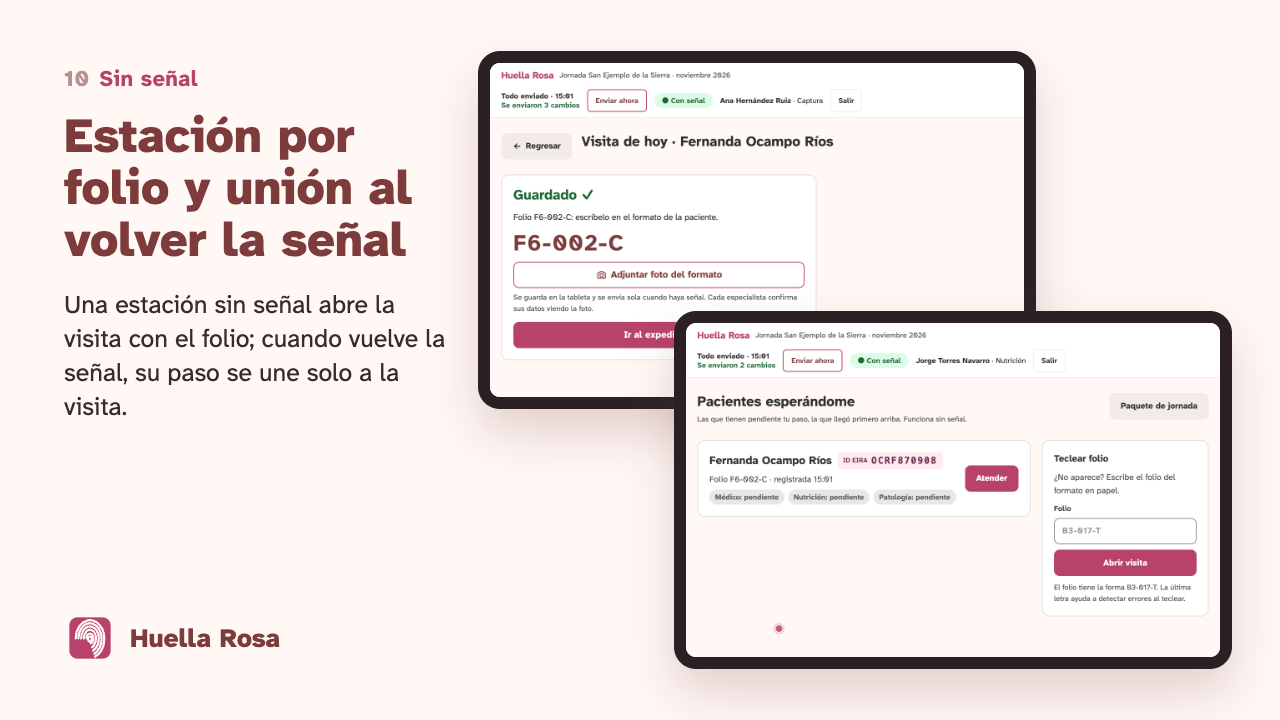 10 Sin señal
Estación por
folio y unión al
volver la señal
Una estación sin señal abre la
visita con el folio; cuando vuelve la
señal, su paso se une solo a la
visita.
Huella Rosa
Huella Rosa Jornada San Ejemplo de la Sierra · noviembre 2026
Todo enviado · 15:01
Se enviaron 3 cambios
Enviar ahora
Con señal
Ana Hernández Ruiz · Captura
Salir
← Regresar
Visita de hoy · Fernanda Ocampo Ríos
Guardado ✓
Folio F6-002-C: escríbelo en el formato de la paciente.
F6-002-C
Adjuntar foto del formato
Se guarda en la tableta y se envía sola cuando haya señal. Cada especialista confirma
sus datos viendo la foto.
Ir al expedi
Huella Rosa Jornada San Ejemplo de la Sierra · noviembre 2026
Todo enviado · 15:01
Se enviaron 2 cambios
Enviar ahora
Con señal
Jorge Torres Navarro · Nutrición
Salir
Pacientes esperándome
Las que tienen pendiente tu paso, la que llegó primero arriba. Funciona sin señal.
Paquete de jornada
Fernanda Ocampo Ríos ID EIRA OCRF870908
Folio F6-002-C · registrada 15:01
Médico: pendiente Nutrición: pendiente Patología: pendiente
Atender
Teclear folio
¿No aparece? Escribe el folio del
formato en papel.
Folio
B3-017-T
Abrir visita
El folio tiene la forma B3-017-T. La última
letra ayuda a detectar errores al teclear.